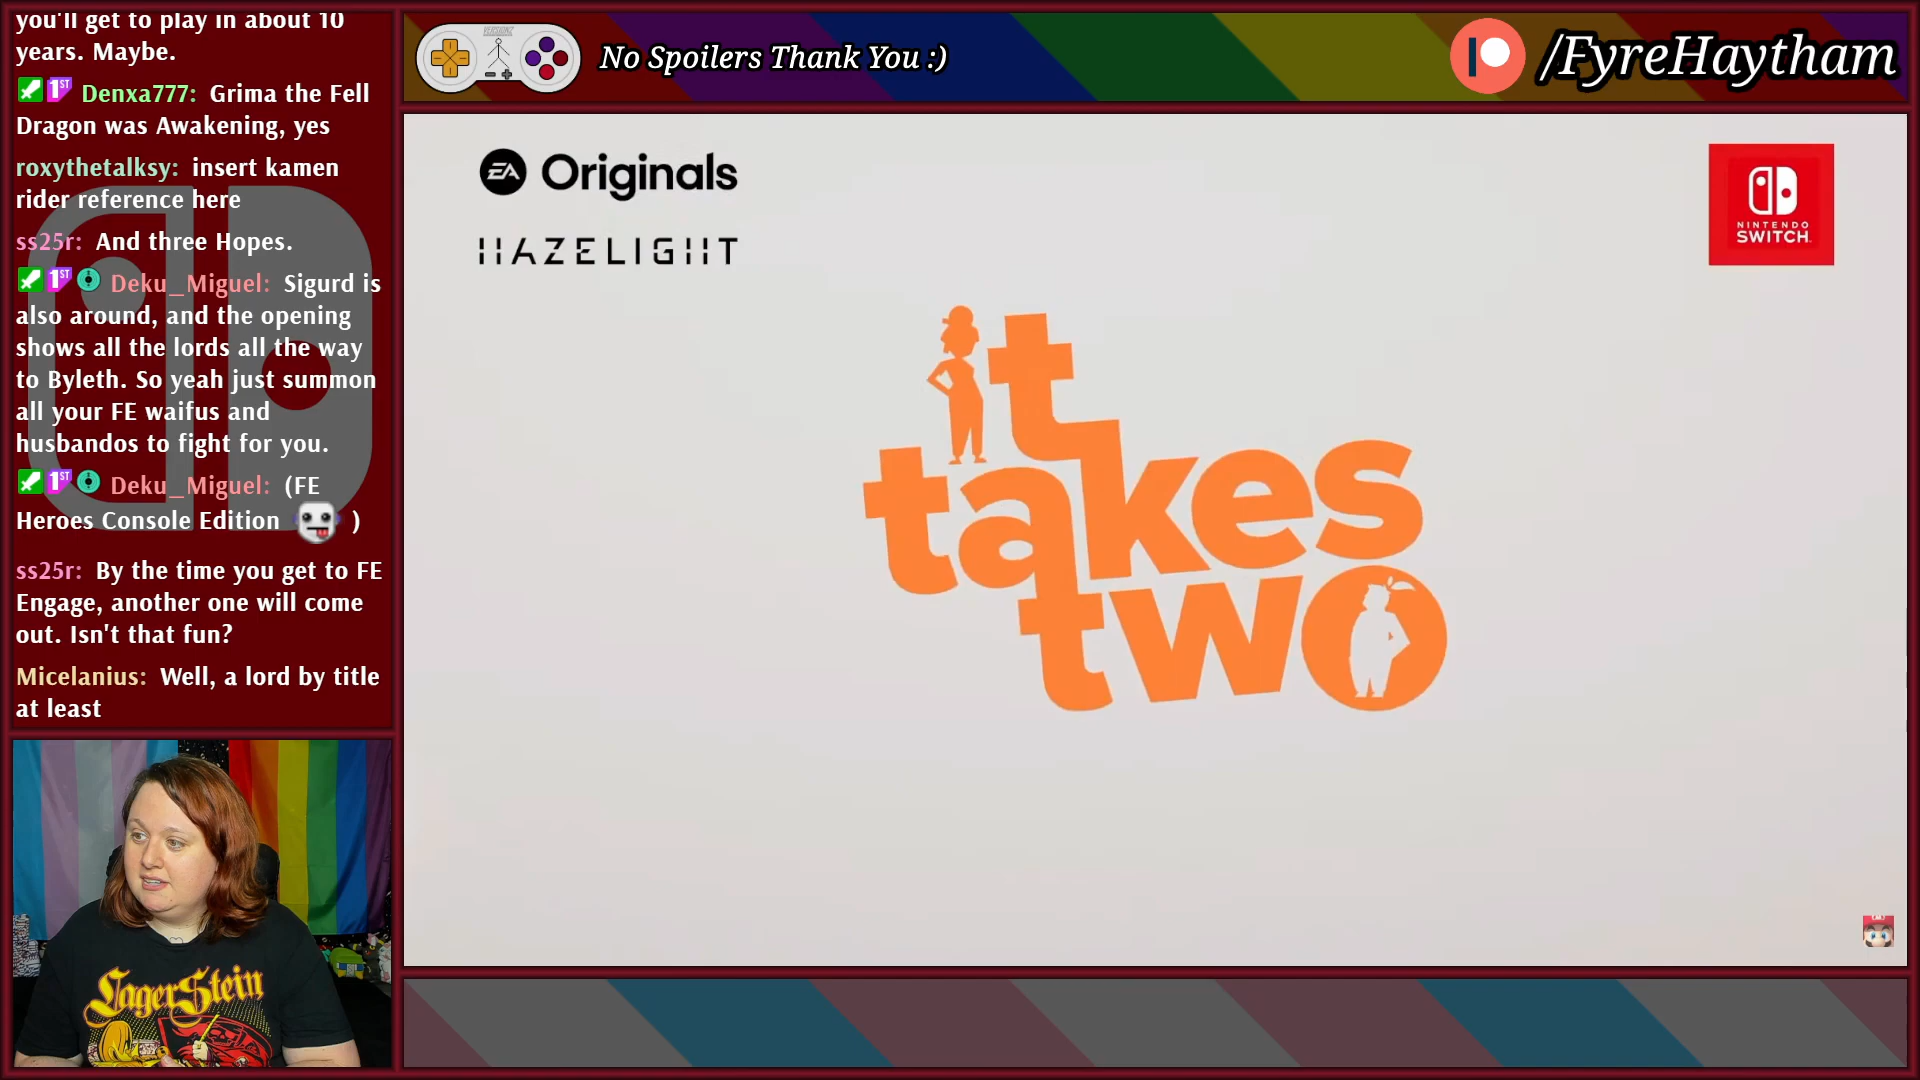 you'll get to play in about 10
years. Maybe.
Denxa777: Grima the Fell
Dragon was Awakening, yes
roxythetalksy: insert kamen
rider reference here
ss25r: And three Hopes.
Deku_Miguel: Sigurd is
also around, and the opening
shows all the lords all the way
to Byleth. So yeah just summon
all your FE waifus and
husbandos to fight for you.
Deku_Miguel: (FE
Heroes Console Edition )
ss25r: By the time you get to FE
Engage, another one will come
out. Isn't that fun?
Micelanius: Well, a lord by title
at least
No Spoilers Thank You :)
/FyreHaytham
EA Originals
HAZELIGHT
NINTENDO
SWITCH
it
takes
two
LagerStein
1ST
1ST
1ST